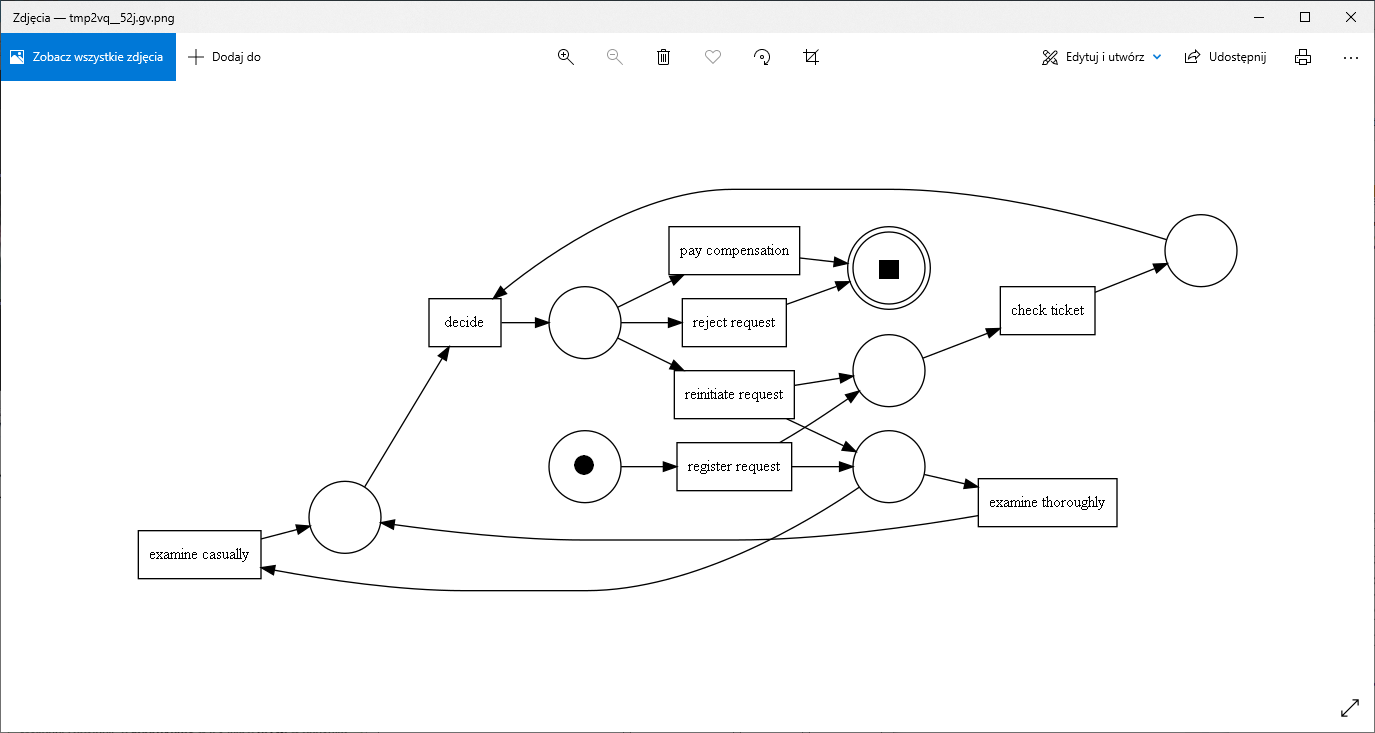 Zdjęcia — tmp2vq__52j.gv.png
Zobacz wszystkie zdjęcia
Dodaj do
Edytuj i utwórz
Udostępnij
pay compensation
decide
reject request
check ticket
reinitiate request
register request
examine thoroughly
examine casually